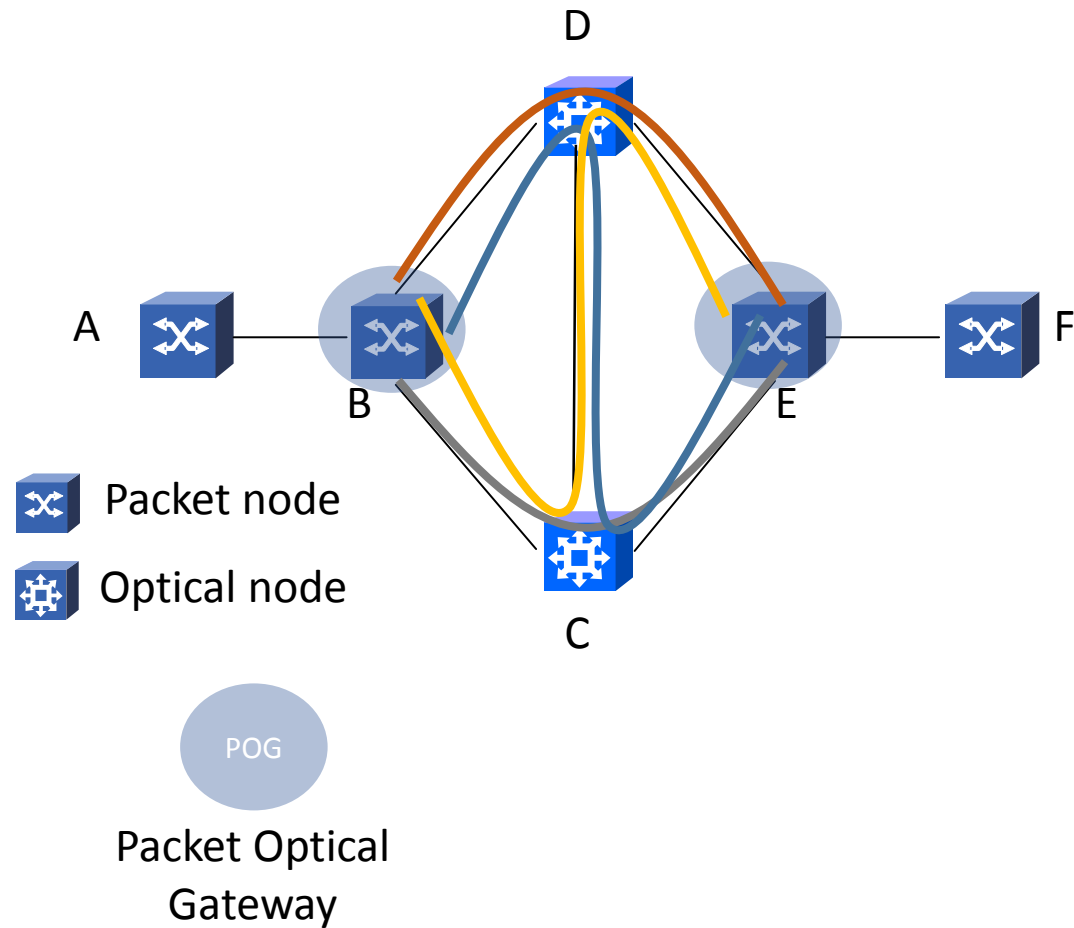 D
A
F
B
E
Packet node
Optical node
C
POG
Packet Optical
Gateway